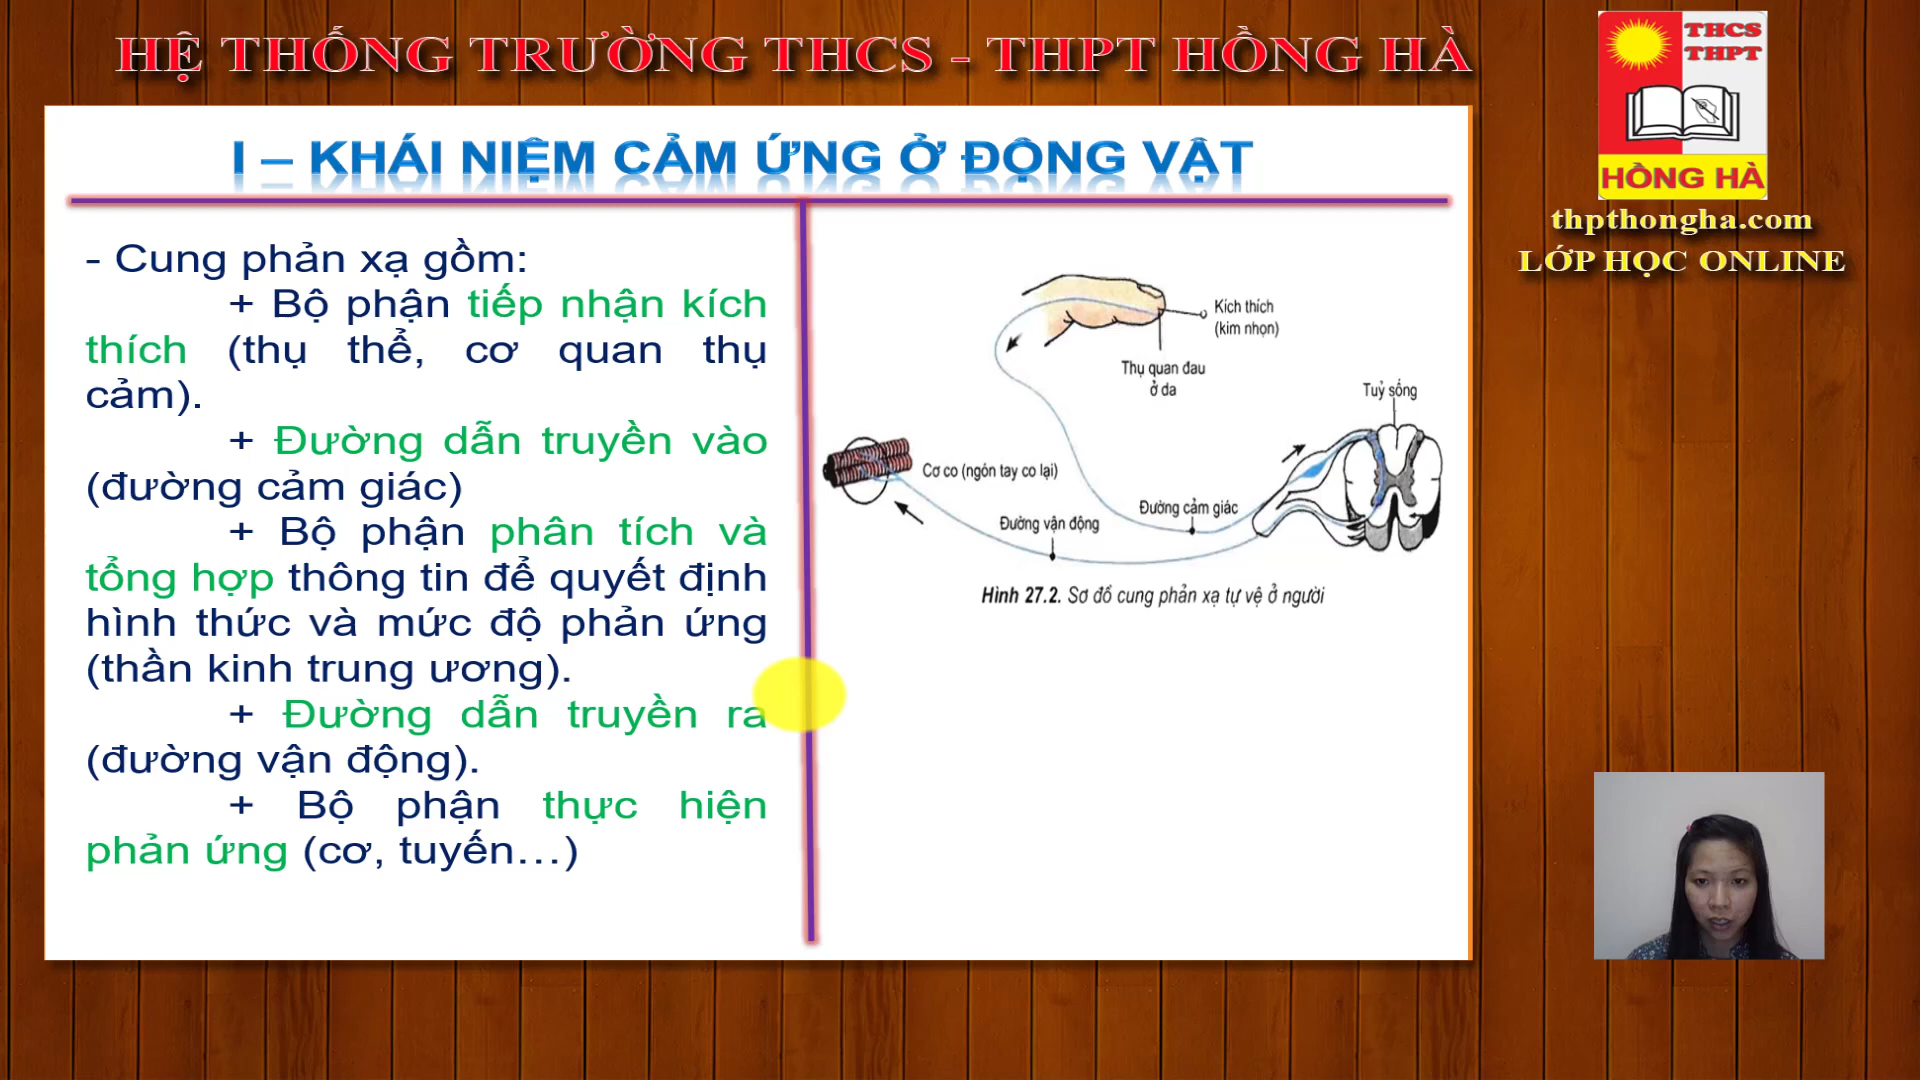 HỆ THỐNG TRƯỜNG THCS - THPT HỒNG HÀ
THCS
THPT
HỒNG HÀ
thpthongha.com
LỚP HỌC ONLINE
I – KHÁI NIỆM CẢM ỨNG Ở ĐỘNG VẬT
- Cung phản xạ gồm:
+ Bộ phận tiếp nhận kích
thích (thụ thể, cơ quan thụ
cảm).
+ Đường dẫn truyền vào
(đường cảm giác)
+ Bộ phận phân tích và
tổng hợp thông tin để quyết định
hình thức và mức độ phản ứng
(thần kinh trung ương).
+ Đường dẫn truyền ra
(đường vận động).
+ Bộ phận thực hiện
phản ứng (cơ, tuyến...)
Kích thích
(kim nhọn)
Thụ quan đau
ở da
Tuỷ sống
Cơ co (ngón tay co lại)
Đường cảm giác
Đường vận động
Hình 27.2. Sơ đồ cung phản xạ tự vệ ở người